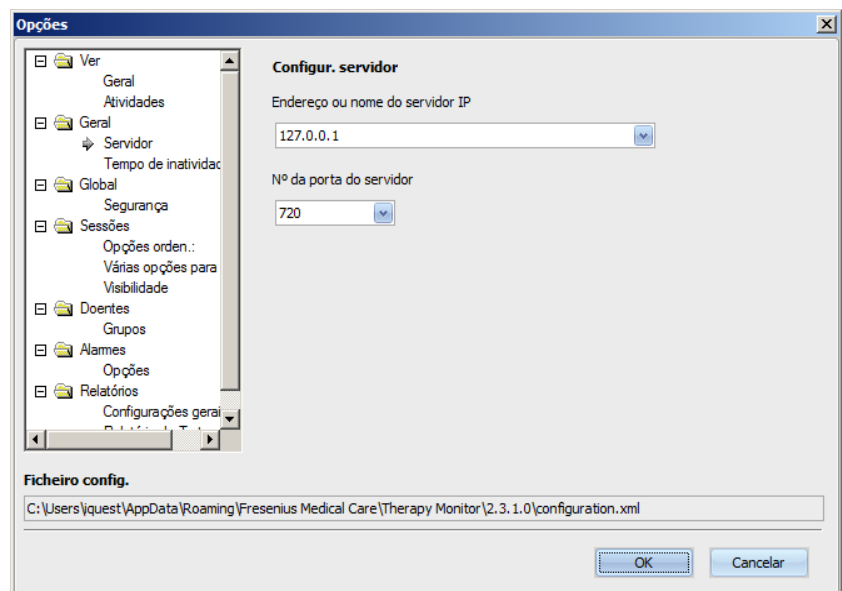 Opções
Ver
Geral
Atividades
Geral
Servidor
Tempo de inatividad
Global
Segurança
Sessões
Opções orden.:
Várias opções para
Visibilidade
Doentes
Grupos
Alarmes
Opções
Relatórios
Configurações gerai
Configur. servidor
Endereço ou nome do servidor IP
127.0.0.1
Nº da porta do servidor
720
Ficheiro config.
C:\Users\iquest\AppData\Roaming\Fresenius Medical Care\Therapy Monitor\2.3.1.0\configuration.xml
OK
Cancelar